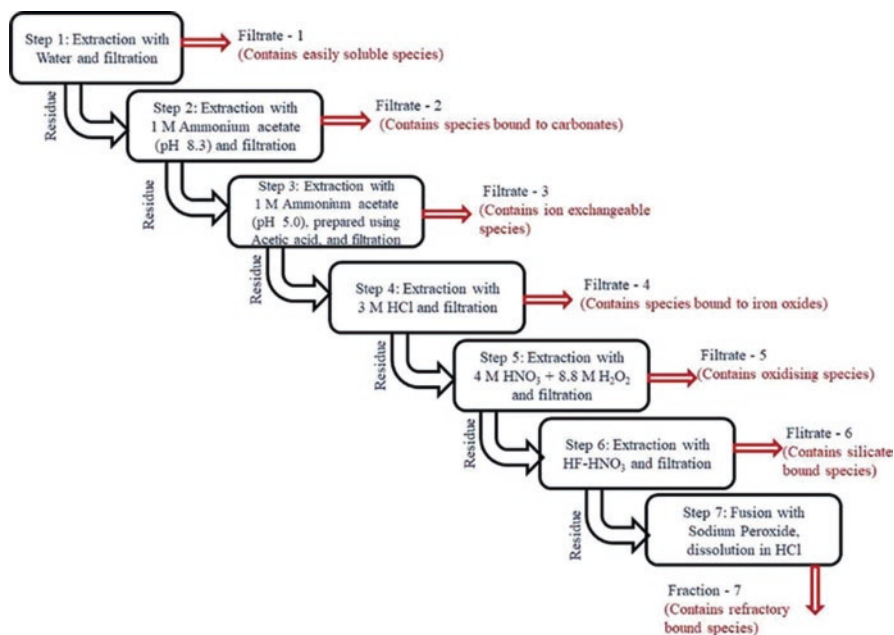 Step 1: Extraction with
Water and filtration
Filtrate - 1
(Contains easily soluble species)
Residue
Step 2: Extraction with
1 M Ammonium acetate
(pH 8.3) and filtration
Filtrate - 2
(Contains species bound to carbonates)
Residue
Step 3: Extraction with
1 M Ammonium acetate
(pH 5.0), prepared using
Acetic acid, and filtration
Filtrate - 3
(Contains ion exchangeable
species)
Residue
Step 4: Extraction with
3 M HCl and filtration
Filtrate - 4
(Contains species bound to iron oxides)
Residue
Step 5: Extraction with
4 M HNO₃ + 8.8 M H₂O₂
and filtration
Filtrate - 5
(Contains oxidising species)
Residue
Step 6: Extraction with
HF-HNO₃ and filtration
Flitrate - 6
(Contains silicate
bound species)
Residue
Step 7: Fusion with
Sodium Peroxide,
dissolution in HCl
Fraction - 7
(Contains refractory
bound species)